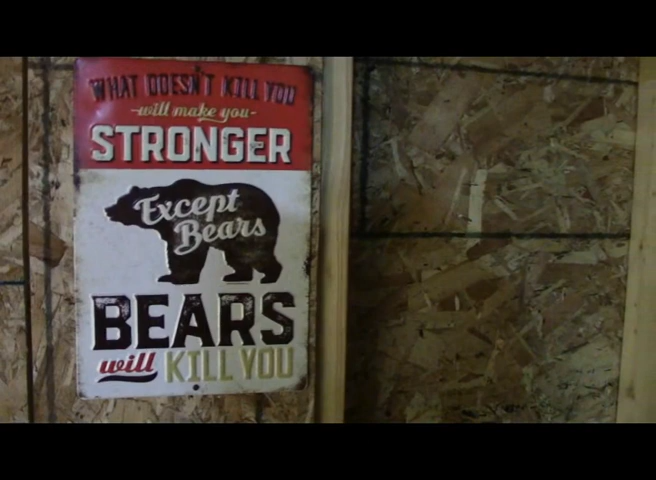 WHAT DOESN'T KILL YOU
-will make you-
STRONGER
Except
Bears
BEARS
will KILL YOU